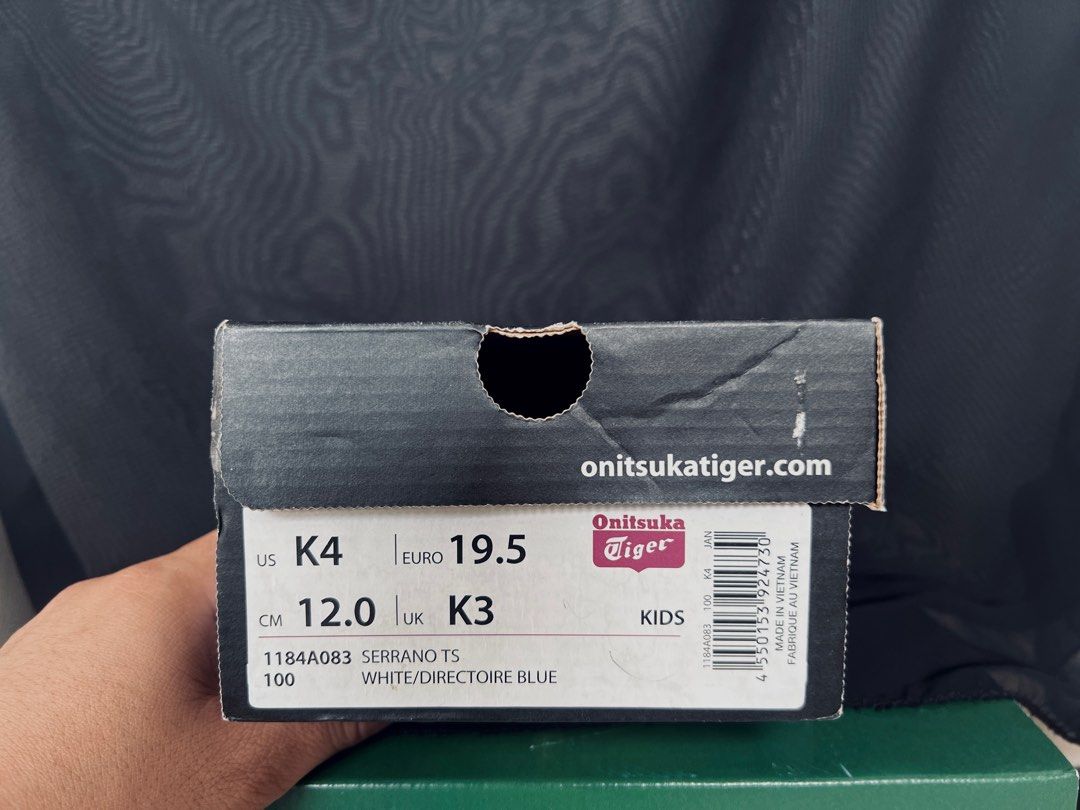 onitsukatiger.com
US K4 EURO 19.5
CM 12.0 UK K3
Onitsuka
Tiger
KIDS
1184A083 SERRANO TS
100 WHITE/DIRECTOIRE BLUE
1184A083 100 K4 JAN
4 550153 924730
MADE IN VIETNAM
FABRIQUE AU VIETNAM